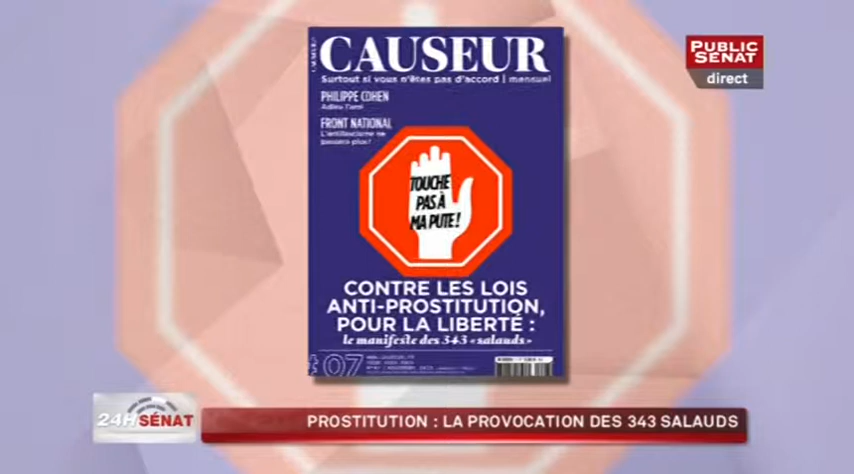 CAUSEUR
Surtout si vous n'êtes pas d'accord | mensuel
PHILIPPE COHEN
Adieu l'ami
FRONT NATIONAL
L'antifascisme ne
passera plus !
TOUCHE
PAS À
MA PUTE !
CONTRE LES LOIS
ANTI-PROSTITUTION,
POUR LA LIBERTÉ :
le manifeste des 343 « salauds »
#07
PUBLIC
SENAT
direct
24H SÉNAT
PROSTITUTION : LA PROVOCATION DES 343 SALAUDS